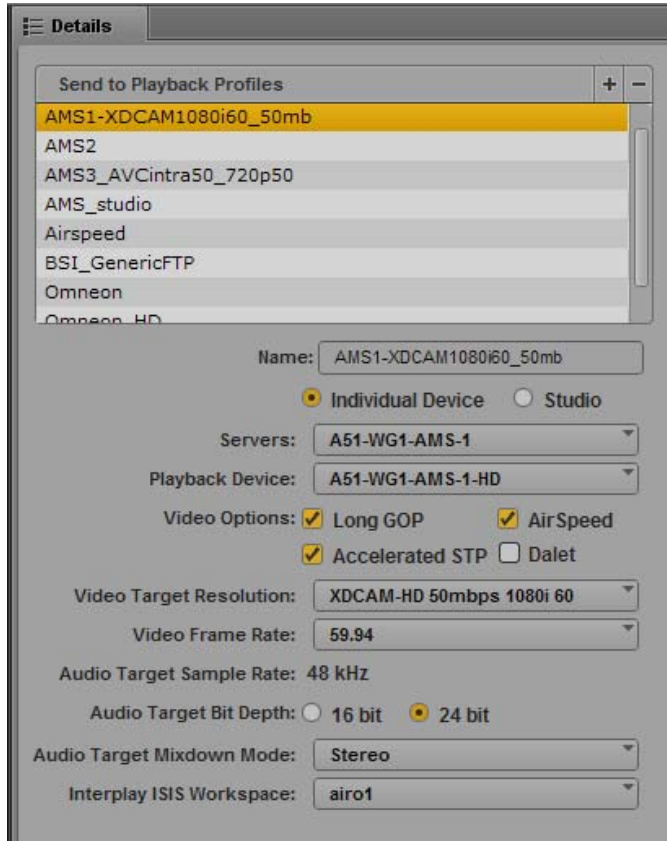 Details
Send to Playback Profiles + −
AMS1-XDCAM1080i60_50mb
AMS2
AMS3_AVCintra50_720p50
AMS_studio
Airspeed
BSI_GenericFTP
Omneon
Omneon_HD
Name: AMS1-XDCAM1080i60_50mb
Individual Device Studio
Servers: A51-WG1-AMS-1
Playback Device: A51-WG1-AMS-1-HD
Video Options: Long GOP AirSpeed
Accelerated STP Dalet
Video Target Resolution: XDCAM-HD 50mbps 1080i 60
Video Frame Rate: 59.94
Audio Target Sample Rate: 48 kHz
Audio Target Bit Depth: 16 bit 24 bit
Audio Target Mixdown Mode: Stereo
Interplay ISIS Workspace: airo1